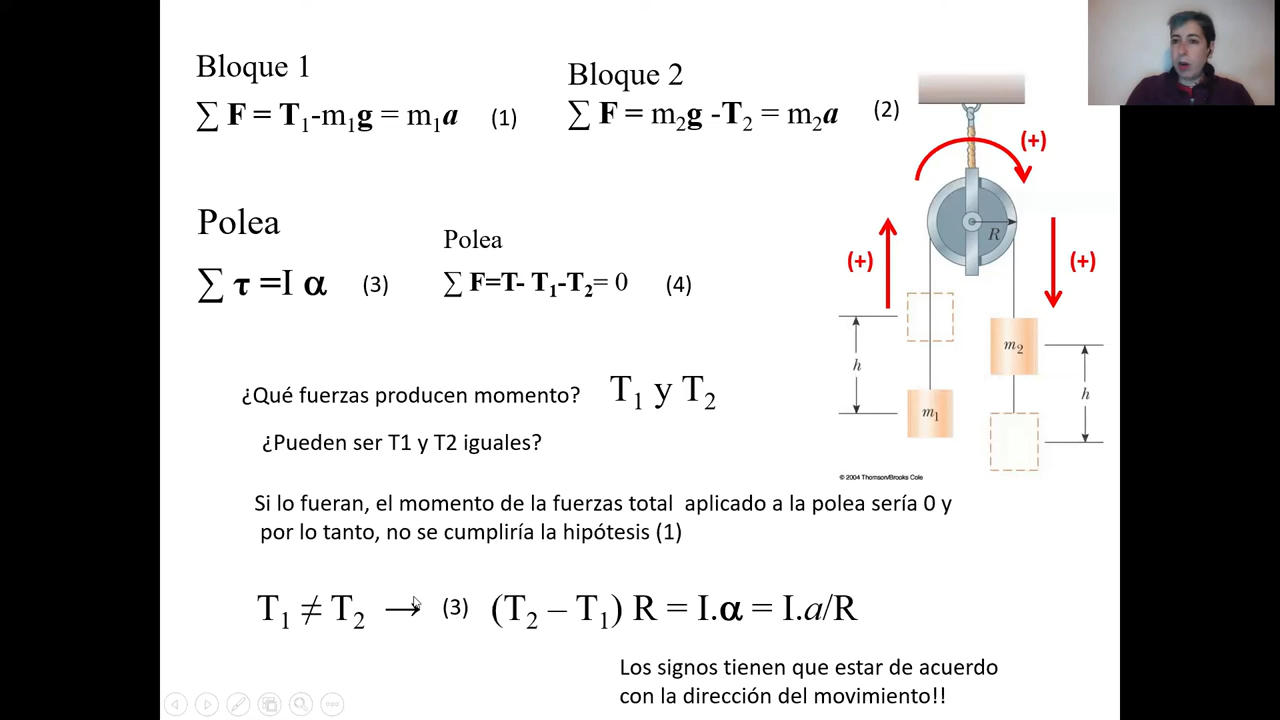 Bloque 1
∑ F = T₁-m₁g = m₁a (1)
Bloque 2
∑ F = m₂g -T₂ = m₂a (2)
Polea
∑ τ =I α (3)
Polea
∑ F=T- T₁-T₂= 0 (4)
¿Qué fuerzas producen momento? T₁ y T₂
¿Pueden ser T1 y T2 iguales?
Si lo fueran, el momento de la fuerzas total aplicado a la polea sería 0 y
por lo tanto, no se cumpliría la hipótesis (1)
T₁ ≠ T₂ → (3) (T₂ – T₁) R = I.α = I.a/R
Los signos tienen que estar de acuerdo
con la dirección del movimiento!!
(+)
R
(+)
(+)
h
m₁
m₂
h
© 2004 Thomson/Brooks Cole